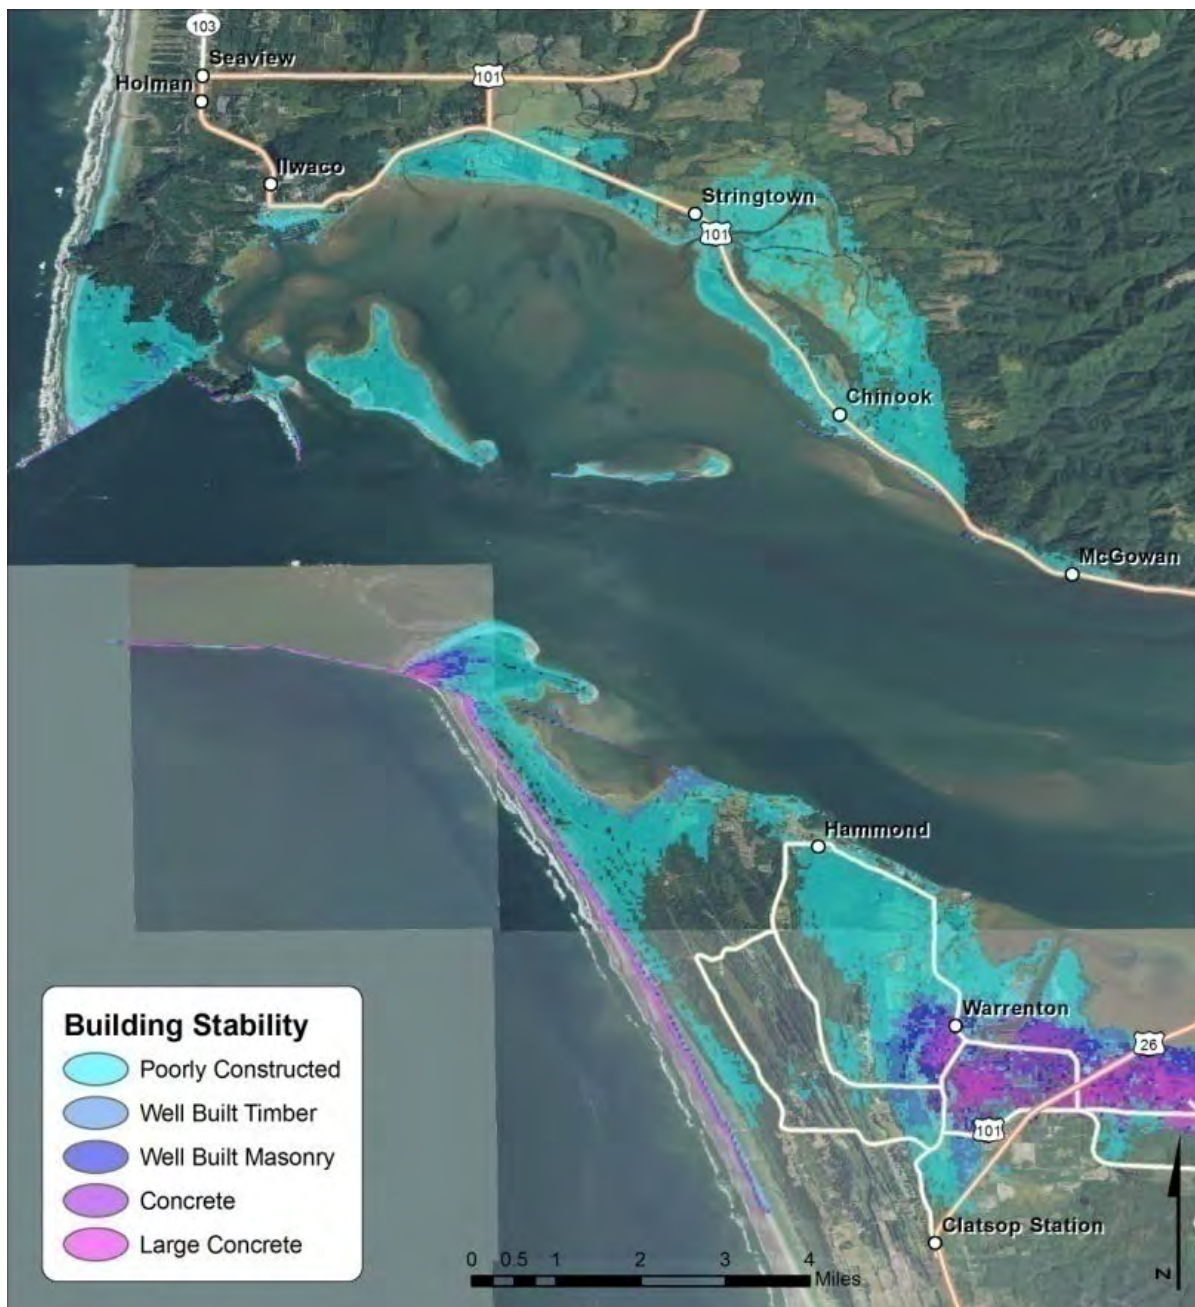 103
Seaview
101
Holman
Ilwaco
Stringtown
101
Chinook
McGowan
Hammond
Warrenton
26
101
Clatsop Station
Building Stability
Poorly Constructed
Well Built Timber
Well Built Masonry
Concrete
Large Concrete
0 0.5 1 2 3 4
Miles
N